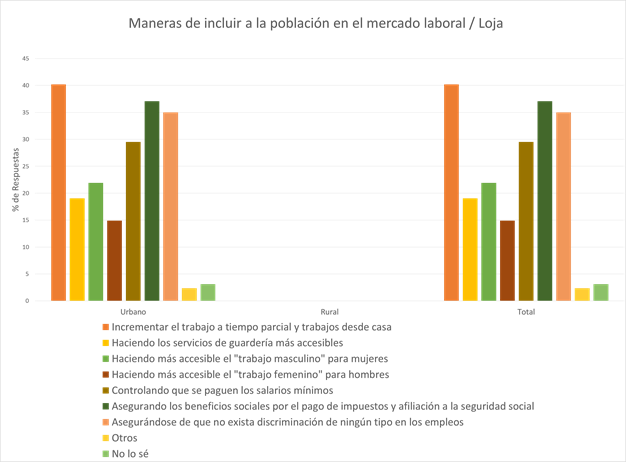 Maneras de incluir a la población en el mercado laboral / Loja
% de Respuestas
45
40
35
30
25
20
15
10
5
0
Urbano Rural Total
Incrementar el trabajo a tiempo parcial y trabajos desde casa
Haciendo los servicios de guardería más accesibles
Haciendo más accesible el "trabajo masculino" para mujeres
Haciendo más accesible el "trabajo femenino" para hombres
Controlando que se paguen los salarios mínimos
Asegurando los beneficios sociales por el pago de impuestos y afiliación a la seguridad social
Asegurándose de que no exista discriminación de ningún tipo en los empleos
Otros
No lo sé